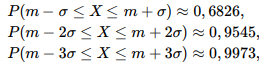 P(m − σ ≤ X ≤ m + σ) ≈ 0,6826,
P(m − 2σ ≤ X ≤ m + 2σ) ≈ 0,9545,
P(m − 3σ ≤ X ≤ m + 3σ) ≈ 0,9973,